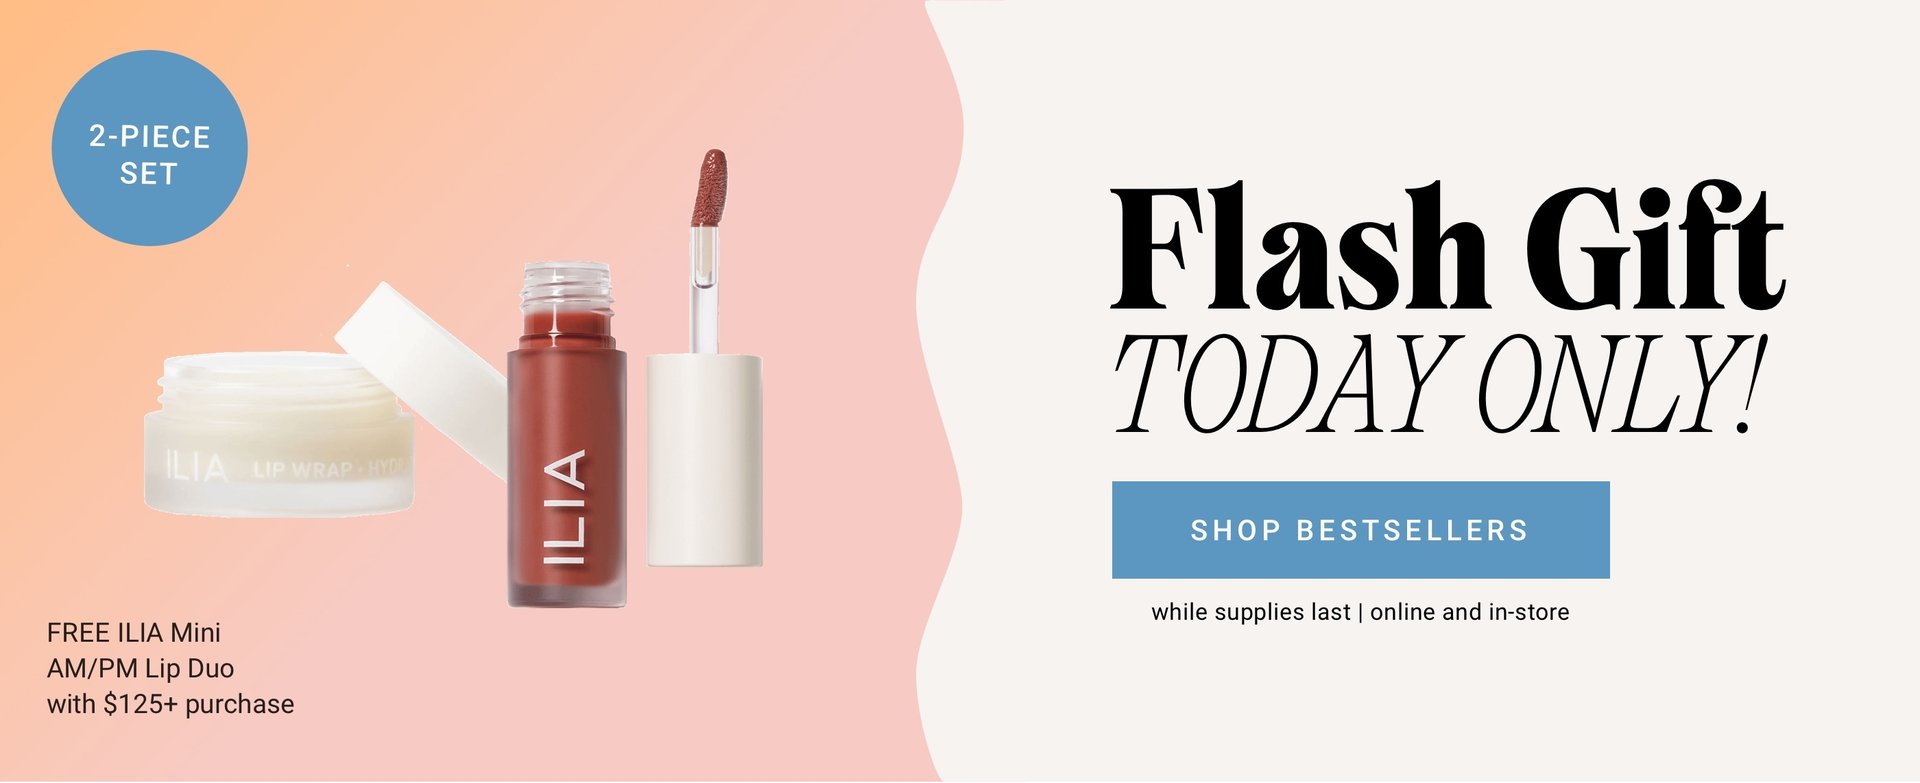 2-PIECE
SET
ILIA LIP WRAP
ILIA
FREE ILIA Mini
AM/PM Lip Duo
with $125+ purchase
Flash Gift
TODAY ONLY!
SHOP BESTSELLERS
while supplies last | online and in-store